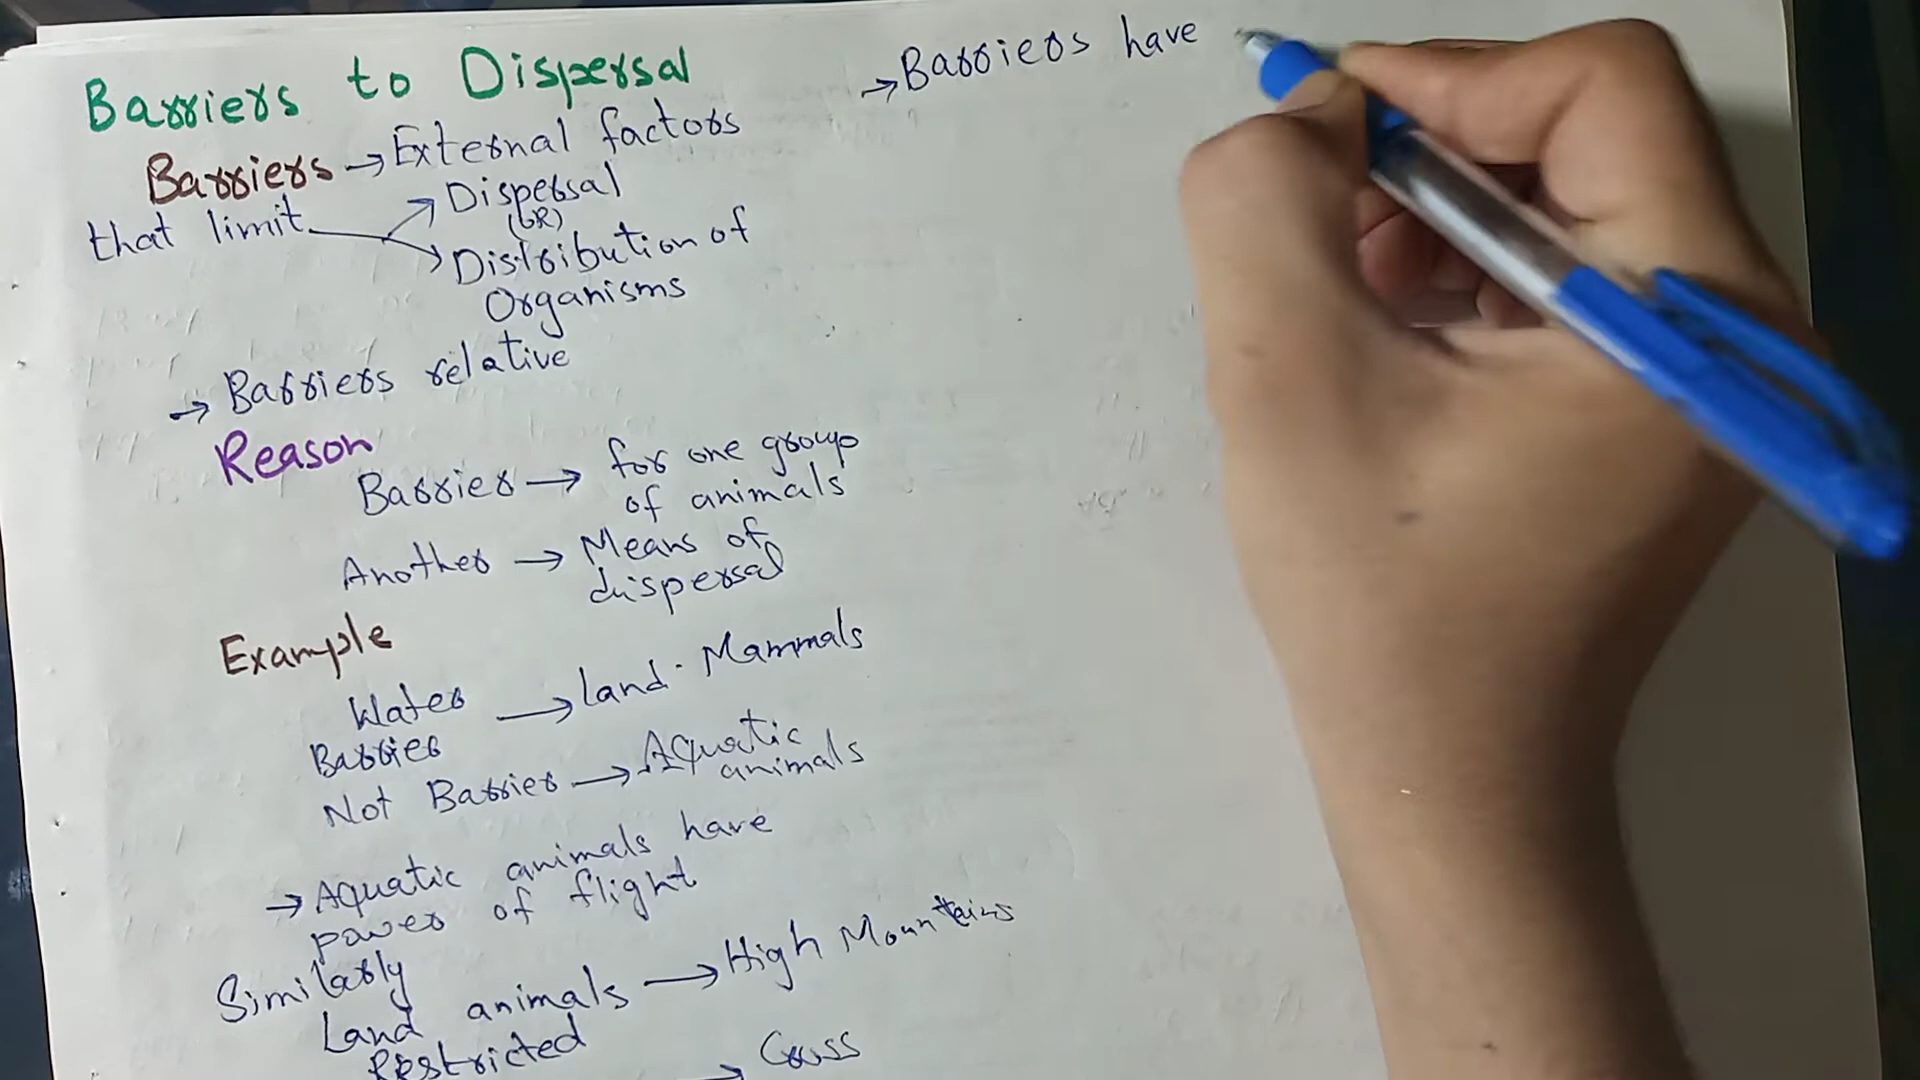 Barriers to Dispersal
Barriers → External factors
that limit → Dispersal
(OR)
→ Distribution of
Organisms
→ Barriers relative
Reason
Barrier → for one group
of animals
Another → Means of
dispersal
Example
Water → Land Mammals
Barrier
Not Barrier → Aquatic
animals
→ Aquatic animals have
power of flight
Similarly
Land animals → High Mountains
Restricted
→ Cross
→ Barriers have